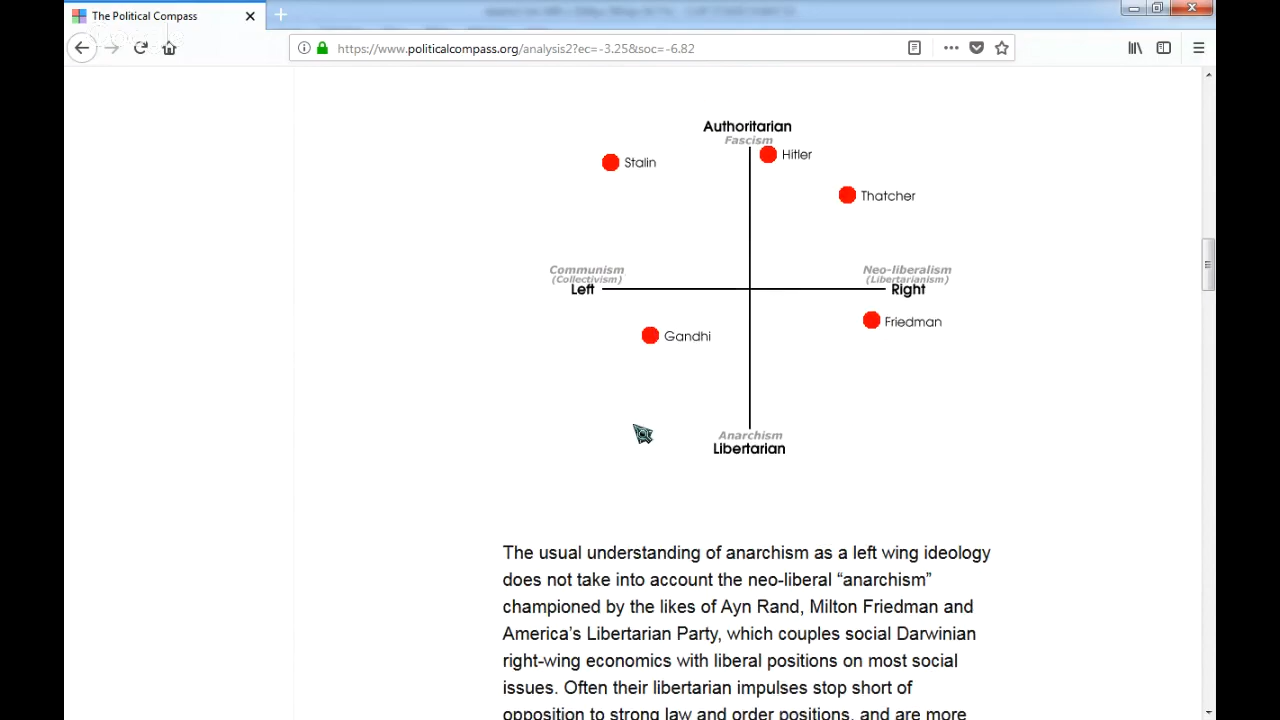 The Political Compass
https://www.politicalcompass.org/analysis2?ec=-3.25&soc=-6.82
Authoritarian
Fascism
Hitler
Stalin
Thatcher
Communism
(Collectivism)
Left
Neo-liberalism
(Libertarianism)
Right
Friedman
Gandhi
Anarchism
Libertarian
The usual understanding of anarchism as a left wing ideology
does not take into account the neo-liberal “anarchism”
championed by the likes of Ayn Rand, Milton Friedman and
America’s Libertarian Party, which couples social Darwinian
right-wing economics with liberal positions on most social
issues. Often their libertarian impulses stop short of
opposition to strong law and order positions, and are more